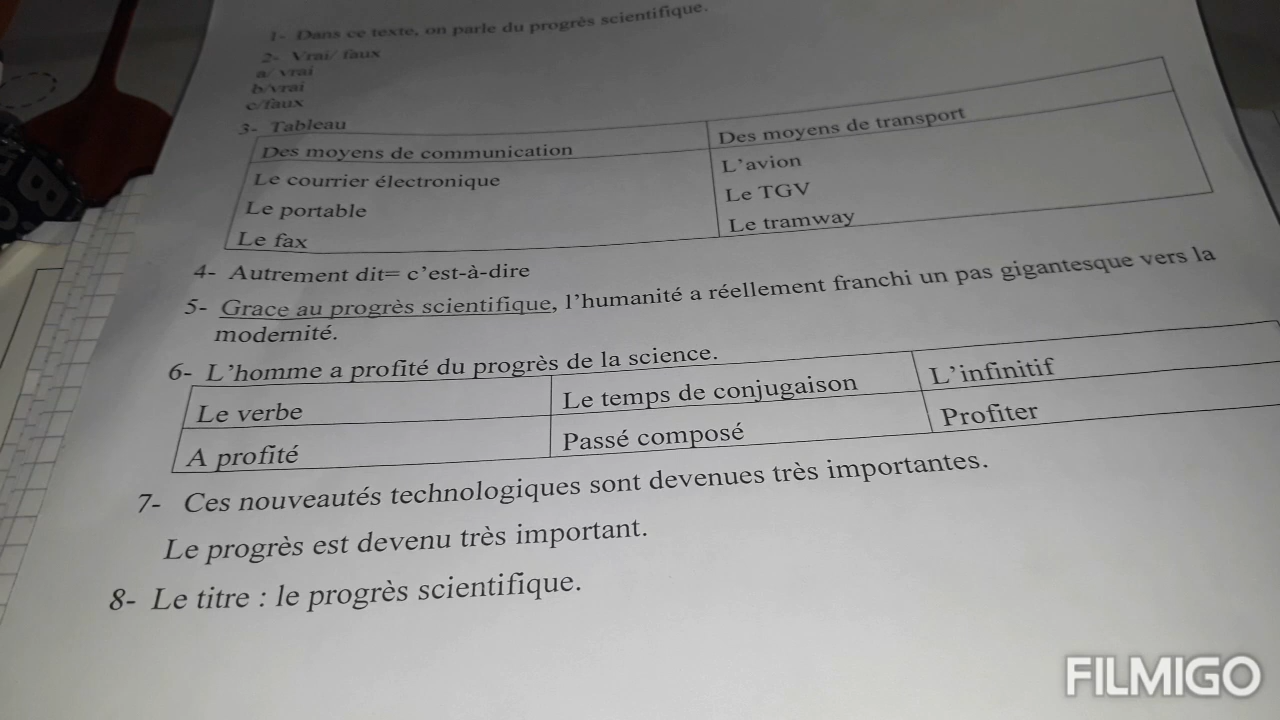 1- Dans ce texte, on parle du progrès scientifique.
2- Vrai/ faux
a/ vrai
b/vrai
c/faux
3- Tableau
Des moyens de communication Des moyens de transport
Le courrier électronique L'avion
Le portable Le TGV
Le fax Le tramway
4- Autrement dit= c'est-à-dire
5- Grace au progrès scientifique, l'humanité a réellement franchi un pas gigantesque vers la
modernité.
6- L'homme a profité du progrès de la science.
Le verbe Le temps de conjugaison L'infinitif
A profité Passé composé Profiter
7- Ces nouveautés technologiques sont devenues très importantes.
Le progrès est devenu très important.
8- Le titre : le progrès scientifique.
FILMIGO